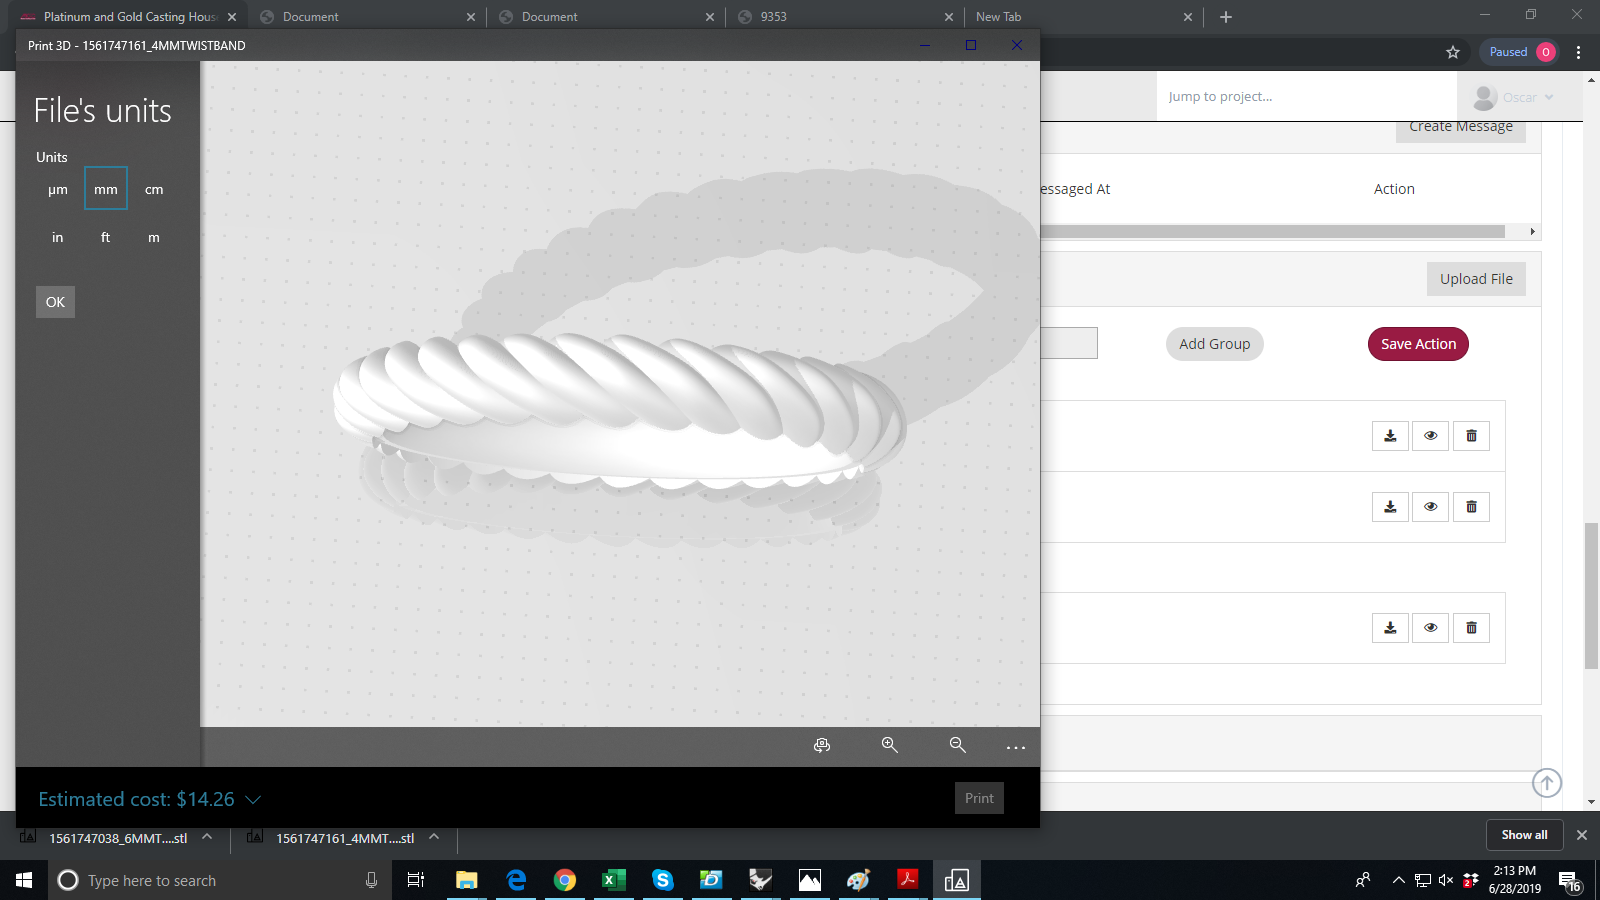 Platinum and Gold Casting Hous
Document
Document
9353
New Tab
Print 3D - 1561747161_4MMTWISTBAND
Paused
0
File's units
Units
µm
mm
cm
in
ft
m
OK
Jump to project...
Oscar
Create Message
essaged At
Action
Upload File
Add Group
Save Action
Estimated cost: $14.26
Print
1561747038_6MMT....stl
1561747161_4MMT....stl
Show all
Type here to search
2:13 PM
6/28/2019
2
16